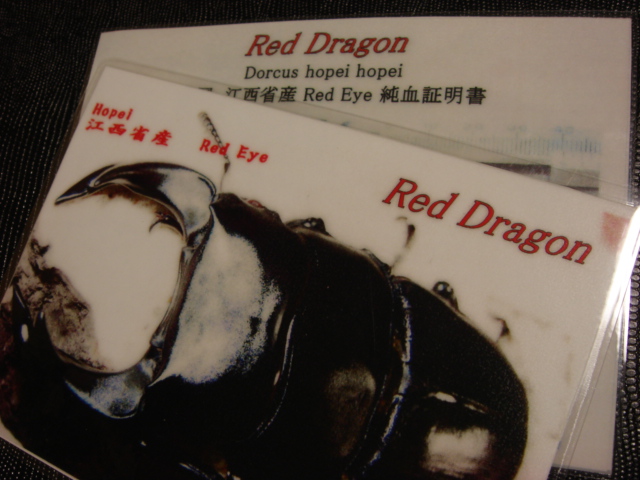 Red Dragon
Dorcus hopei hopei
江西省産 Red Eye 純血証明書
Hopei
江西省産 Red Eye
Red Dragon